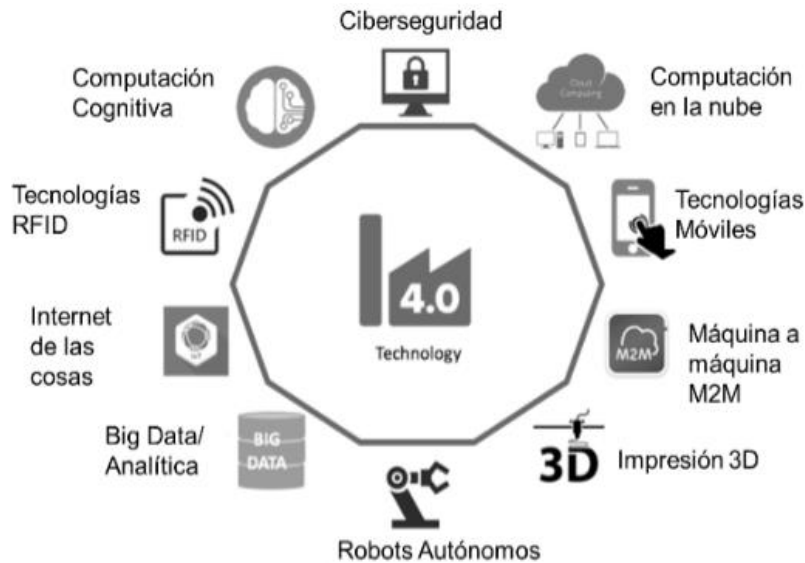 Ciberseguridad
Computación
Cognitiva
Cloud
Computing
Computación
en la nube
Tecnologías
RFID
RFID
Tecnologías
Móviles
4.0
Technology
Internet
de las
cosas
IoT
M2M
Máquina a
máquina
M2M
Big Data/
Analítica
BIG
DATA
3D
Impresión 3D
Robots Autónomos